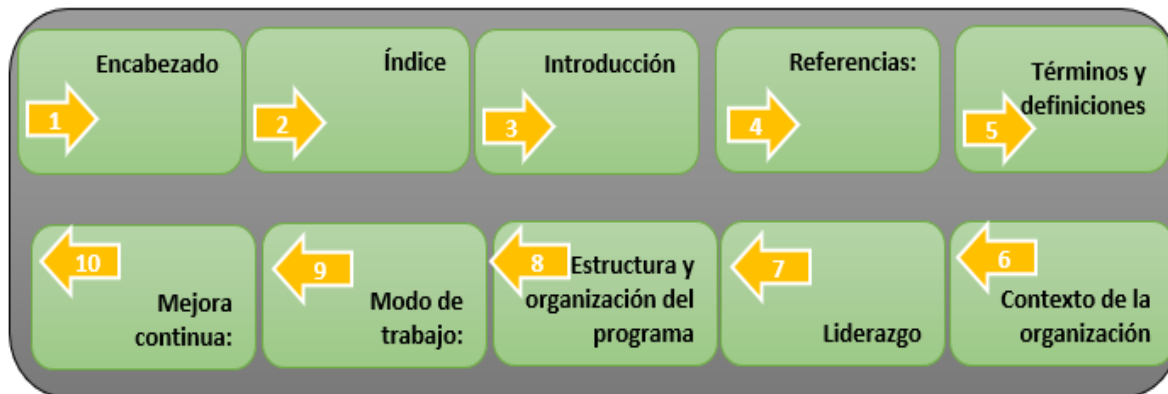 Encabezado
1
Índice
2
Introducción
3
Referencias:
4
Términos y
definiciones
5
6
Contexto de la
organización
7
Liderazgo
8
Estructura y
organización del
programa
9
Modo de
trabajo:
10
Mejora
continua: